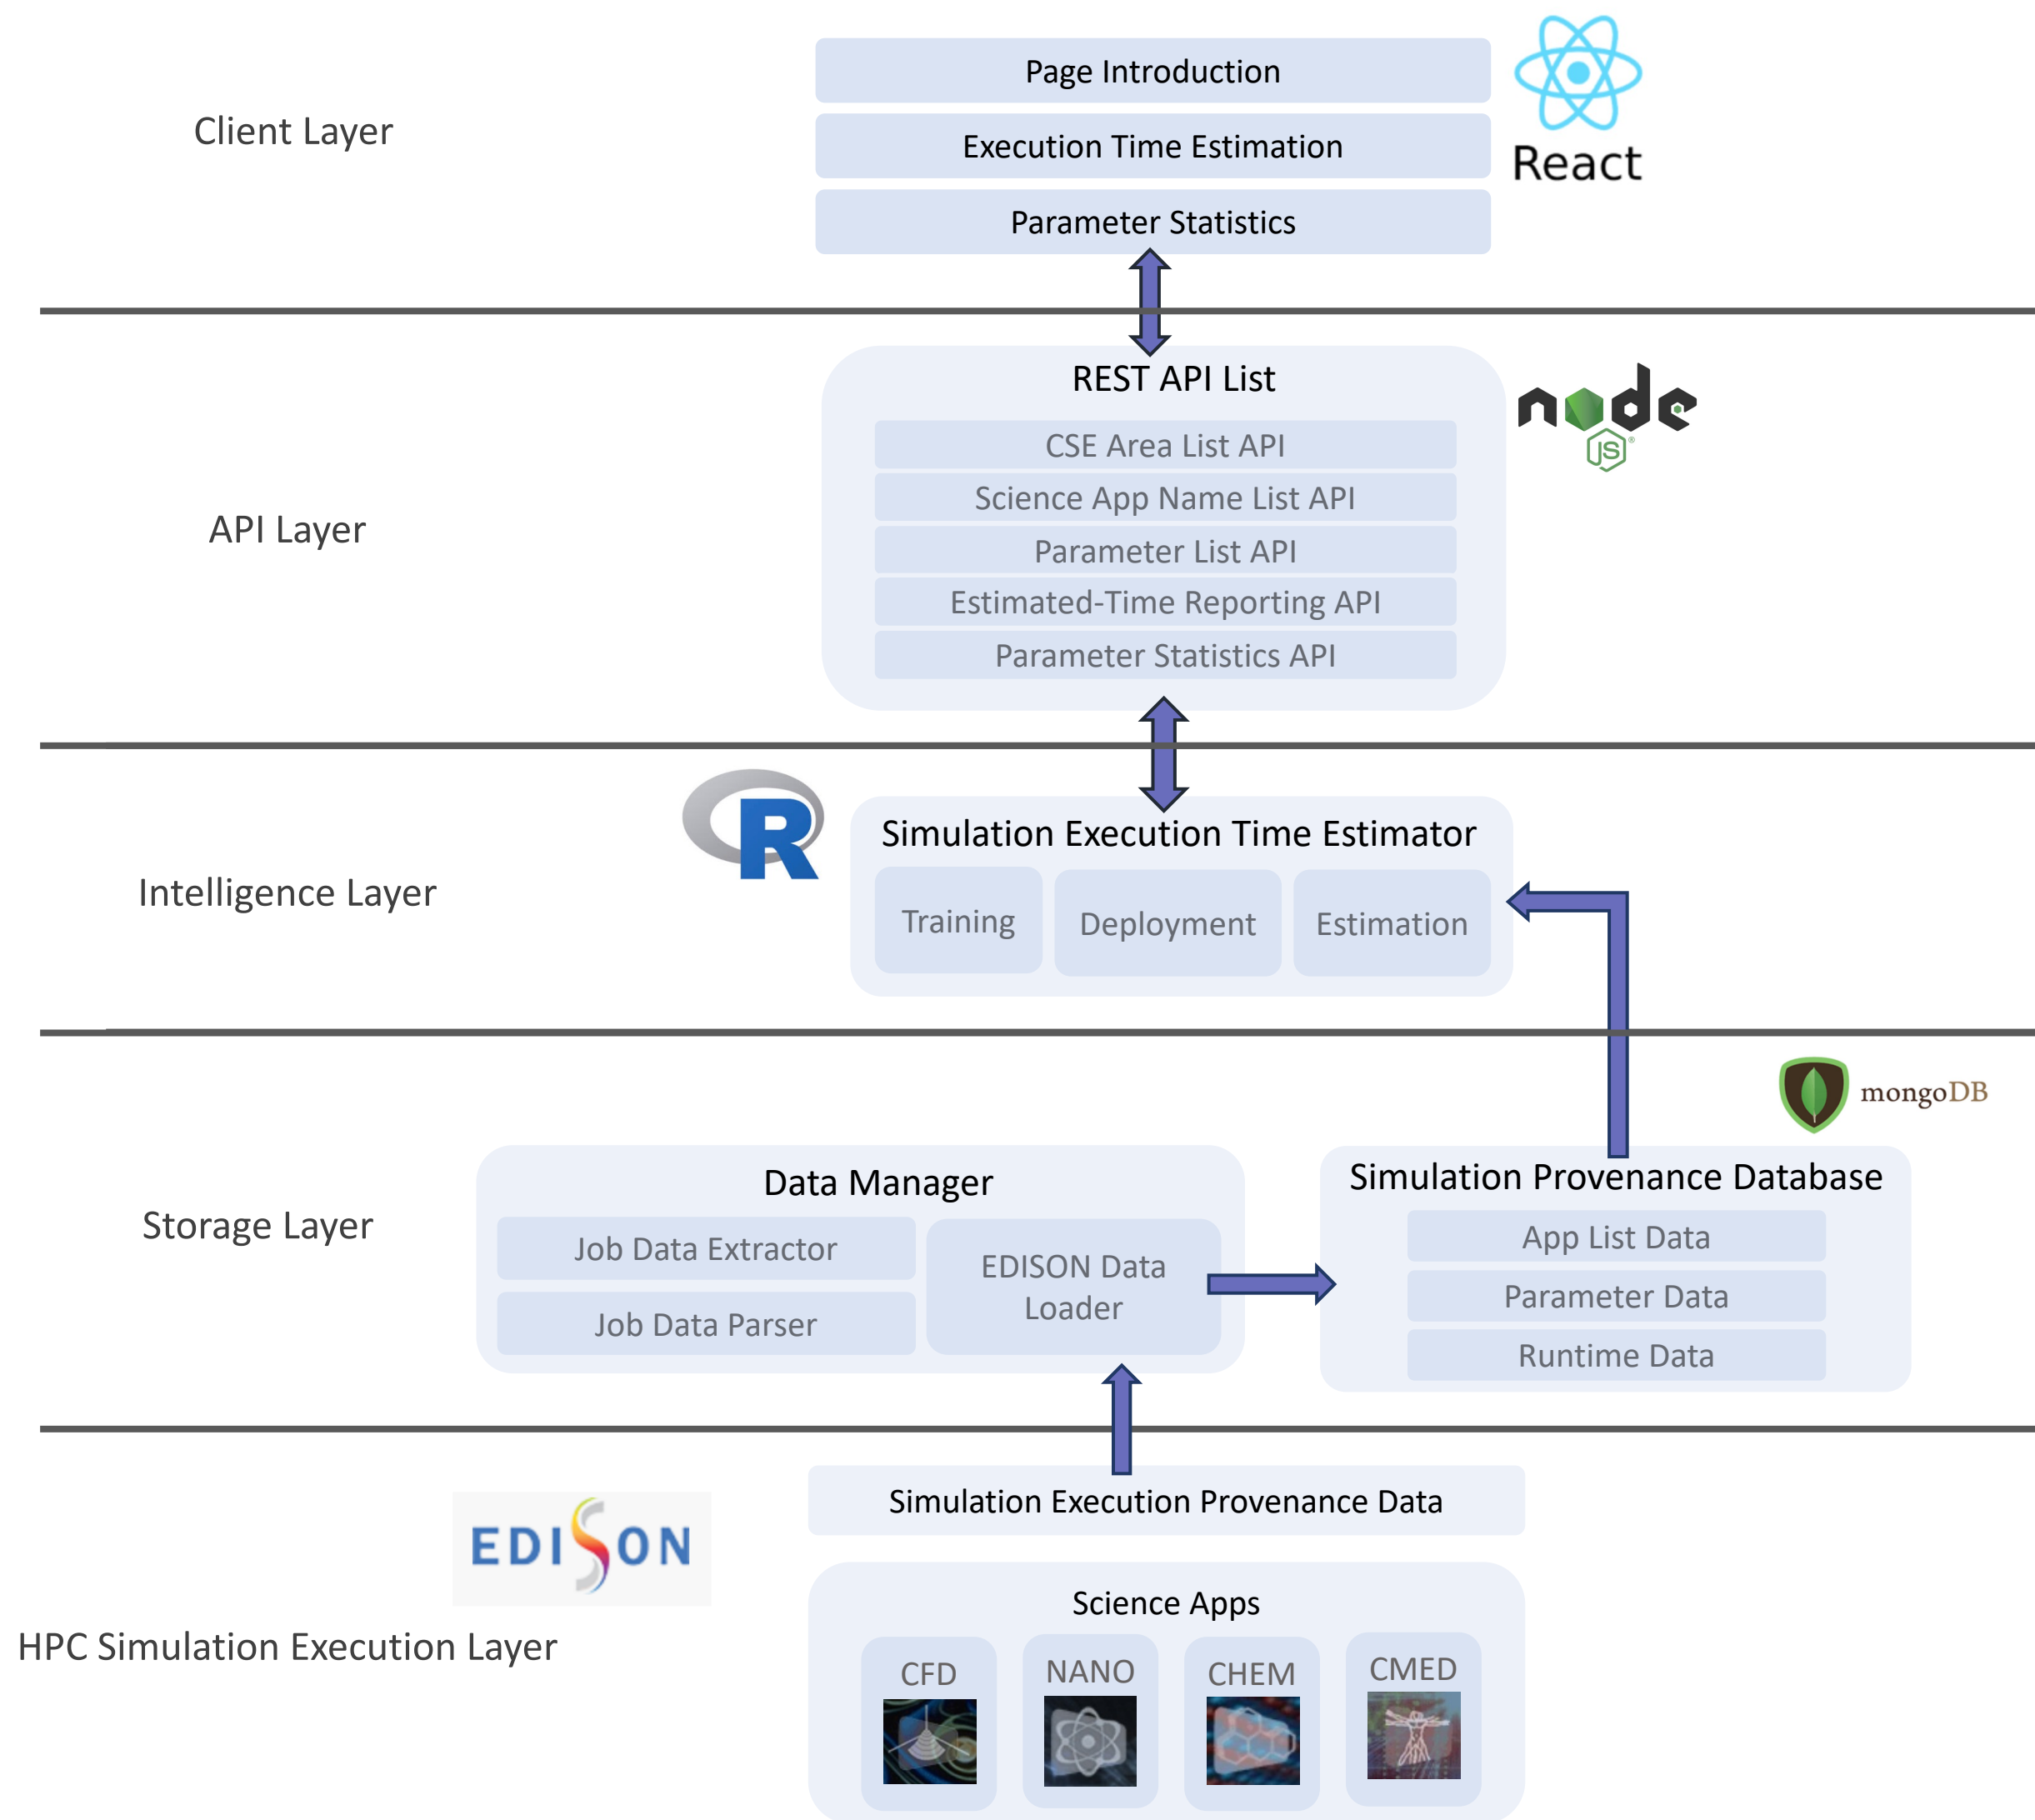 Page Introduction
React
Client Layer
Execution Time Estimation
Parameter Statistics
REST API List
node
JS®
CSE Area List API
Science App Name List API
API Layer
Parameter List API
Estimated-Time Reporting API
Parameter Statistics API
R
Simulation Execution Time Estimator
Intelligence Layer
Training
Deployment
Estimation
mongoDB
Storage Layer
Data Manager
Job Data Extractor
Job Data Parser
EDISON Data
Loader
Simulation Provenance Database
App List Data
Parameter Data
Runtime Data
Simulation Execution Provenance Data
EDISON
HPC Simulation Execution Layer
Science Apps
CFD
NANO
CHEM
CMED